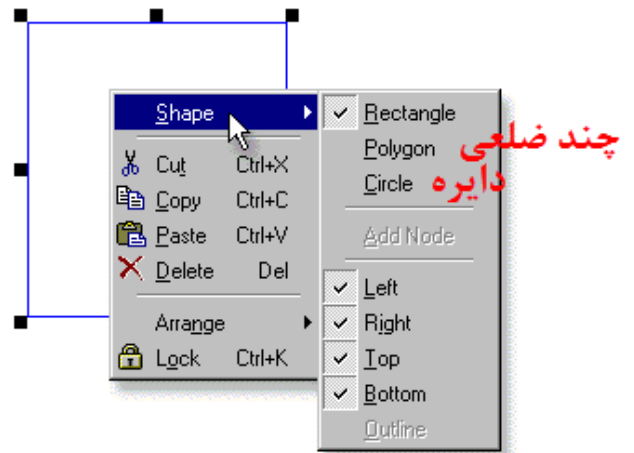 Shape
Cut Ctrl+X
Copy Ctrl+C
Paste Ctrl+V
Delete Del
Arrange
Lock Ctrl+K
Rectangle
Polygon چند ضلعی
Circle دایره
Add Node
Left
Right
Top
Bottom
Outline